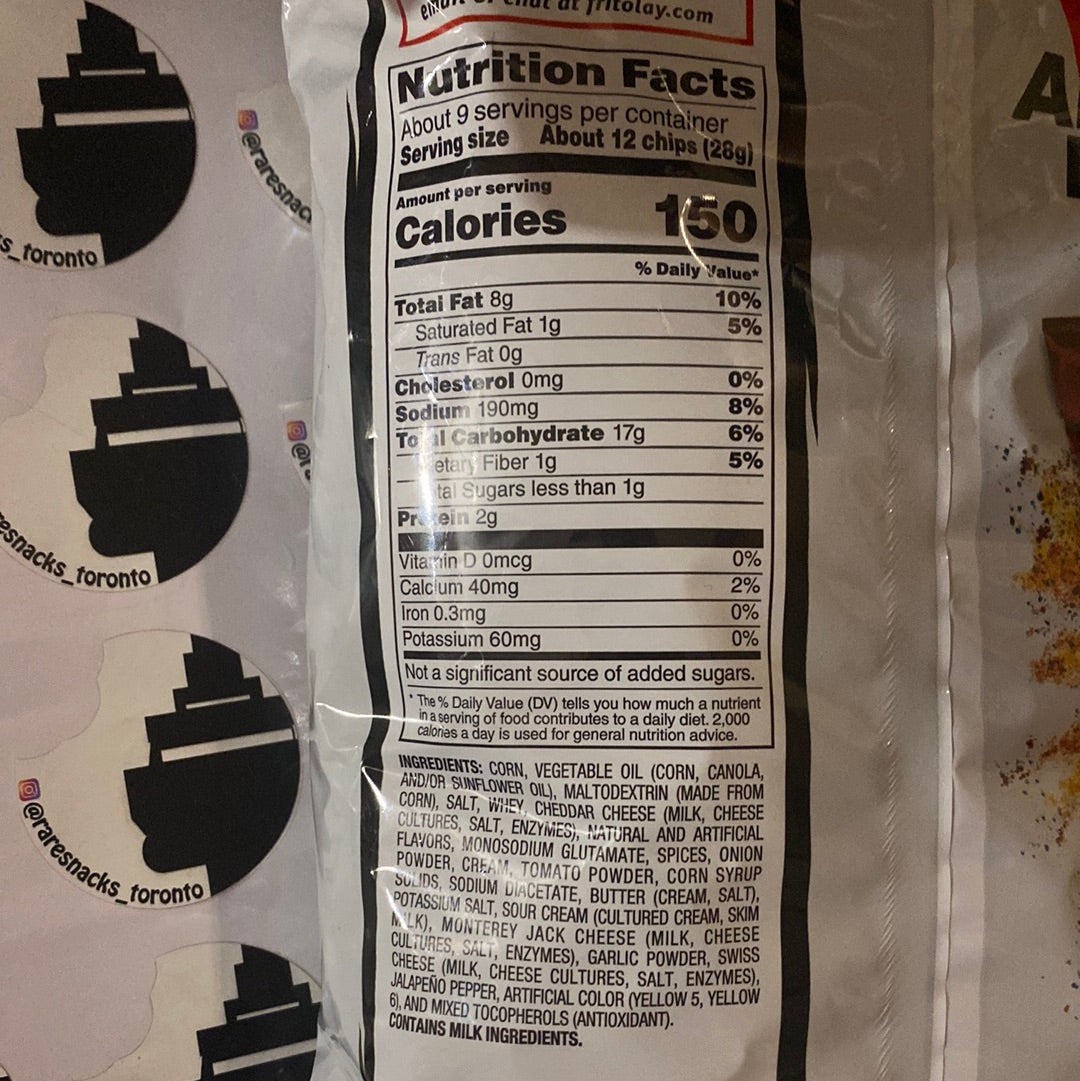 email or chat at fritolay.com
Nutrition Facts
About 9 servings per container
Serving size About 12 chips (28g)
Amount per serving
Calories 150
% Daily Value*
Total Fat 8g 10%
Saturated Fat 1g 5%
Trans Fat 0g
Cholesterol 0mg 0%
Sodium 190mg 8%
Total Carbohydrate 17g 6%
Dietary Fiber 1g 5%
Total Sugars less than 1g
Protein 2g
Vitamin D 0mcg 0%
Calcium 40mg 2%
Iron 0.3mg 0%
Potassium 60mg 0%
Not a significant source of added sugars.
* The % Daily Value (DV) tells you how much a nutrient
in a serving of food contributes to a daily diet. 2,000
calories a day is used for general nutrition advice.
INGREDIENTS: CORN, VEGETABLE OIL (CORN, CANOLA,
AND/OR SUNFLOWER OIL), MALTODEXTRIN (MADE FROM
CORN), SALT, WHEY, CHEDDAR CHEESE (MILK, CHEESE
CULTURES, SALT, ENZYMES), NATURAL AND ARTIFICIAL
FLAVORS, MONOSODIUM GLUTAMATE, SPICES, ONION
POWDER, CREAM, TOMATO POWDER, CORN SYRUP
SOLIDS, SODIUM DIACETATE, BUTTER (CREAM, SALT),
POTASSIUM SALT, SOUR CREAM (CULTURED CREAM, SKIM
MILK), MONTEREY JACK CHEESE (MILK, CHEESE
CULTURES, SALT, ENZYMES), GARLIC POWDER, SWISS
CHEESE (MILK, CHEESE CULTURES, SALT, ENZYMES),
JALAPEÑO PEPPER, ARTIFICIAL COLOR (YELLOW 5, YELLOW
6), AND MIXED TOCOPHEROLS (ANTIOXIDANT).
CONTAINS MILK INGREDIENTS.
s_toronto
@raresnac
esnacks_toronto
@raresnacks_toronto